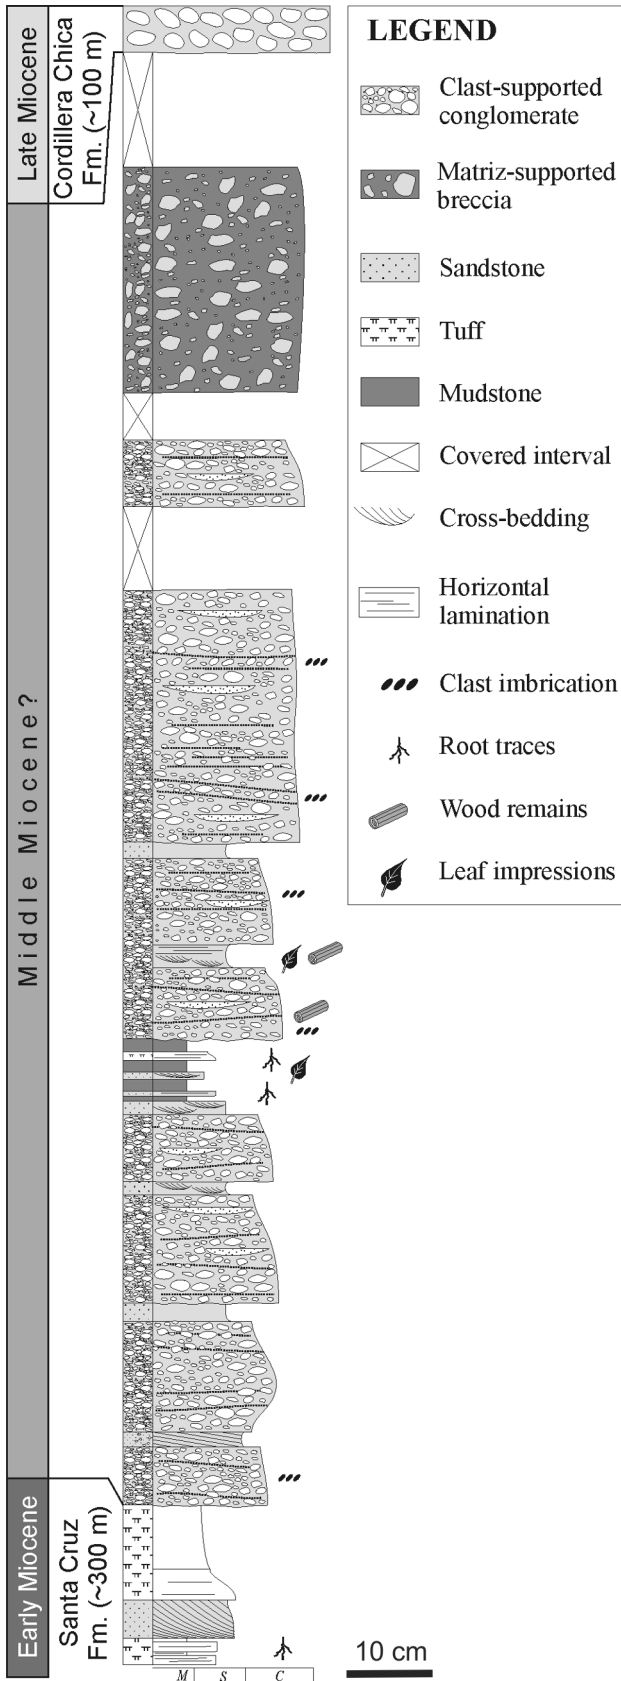 Late Miocene
Cordillera Chica
Fm. (~100 m)
Middle Miocene?
Early Miocene
Santa Cruz
Fm. (~300 m)
M S C
10 cm
LEGEND
Clast-supported
conglomerate
Matriz-supported
breccia
Sandstone
Tuff
Mudstone
Covered interval
Cross-bedding
Horizontal
lamination
Clast imbrication
Root traces
Wood remains
Leaf impressions